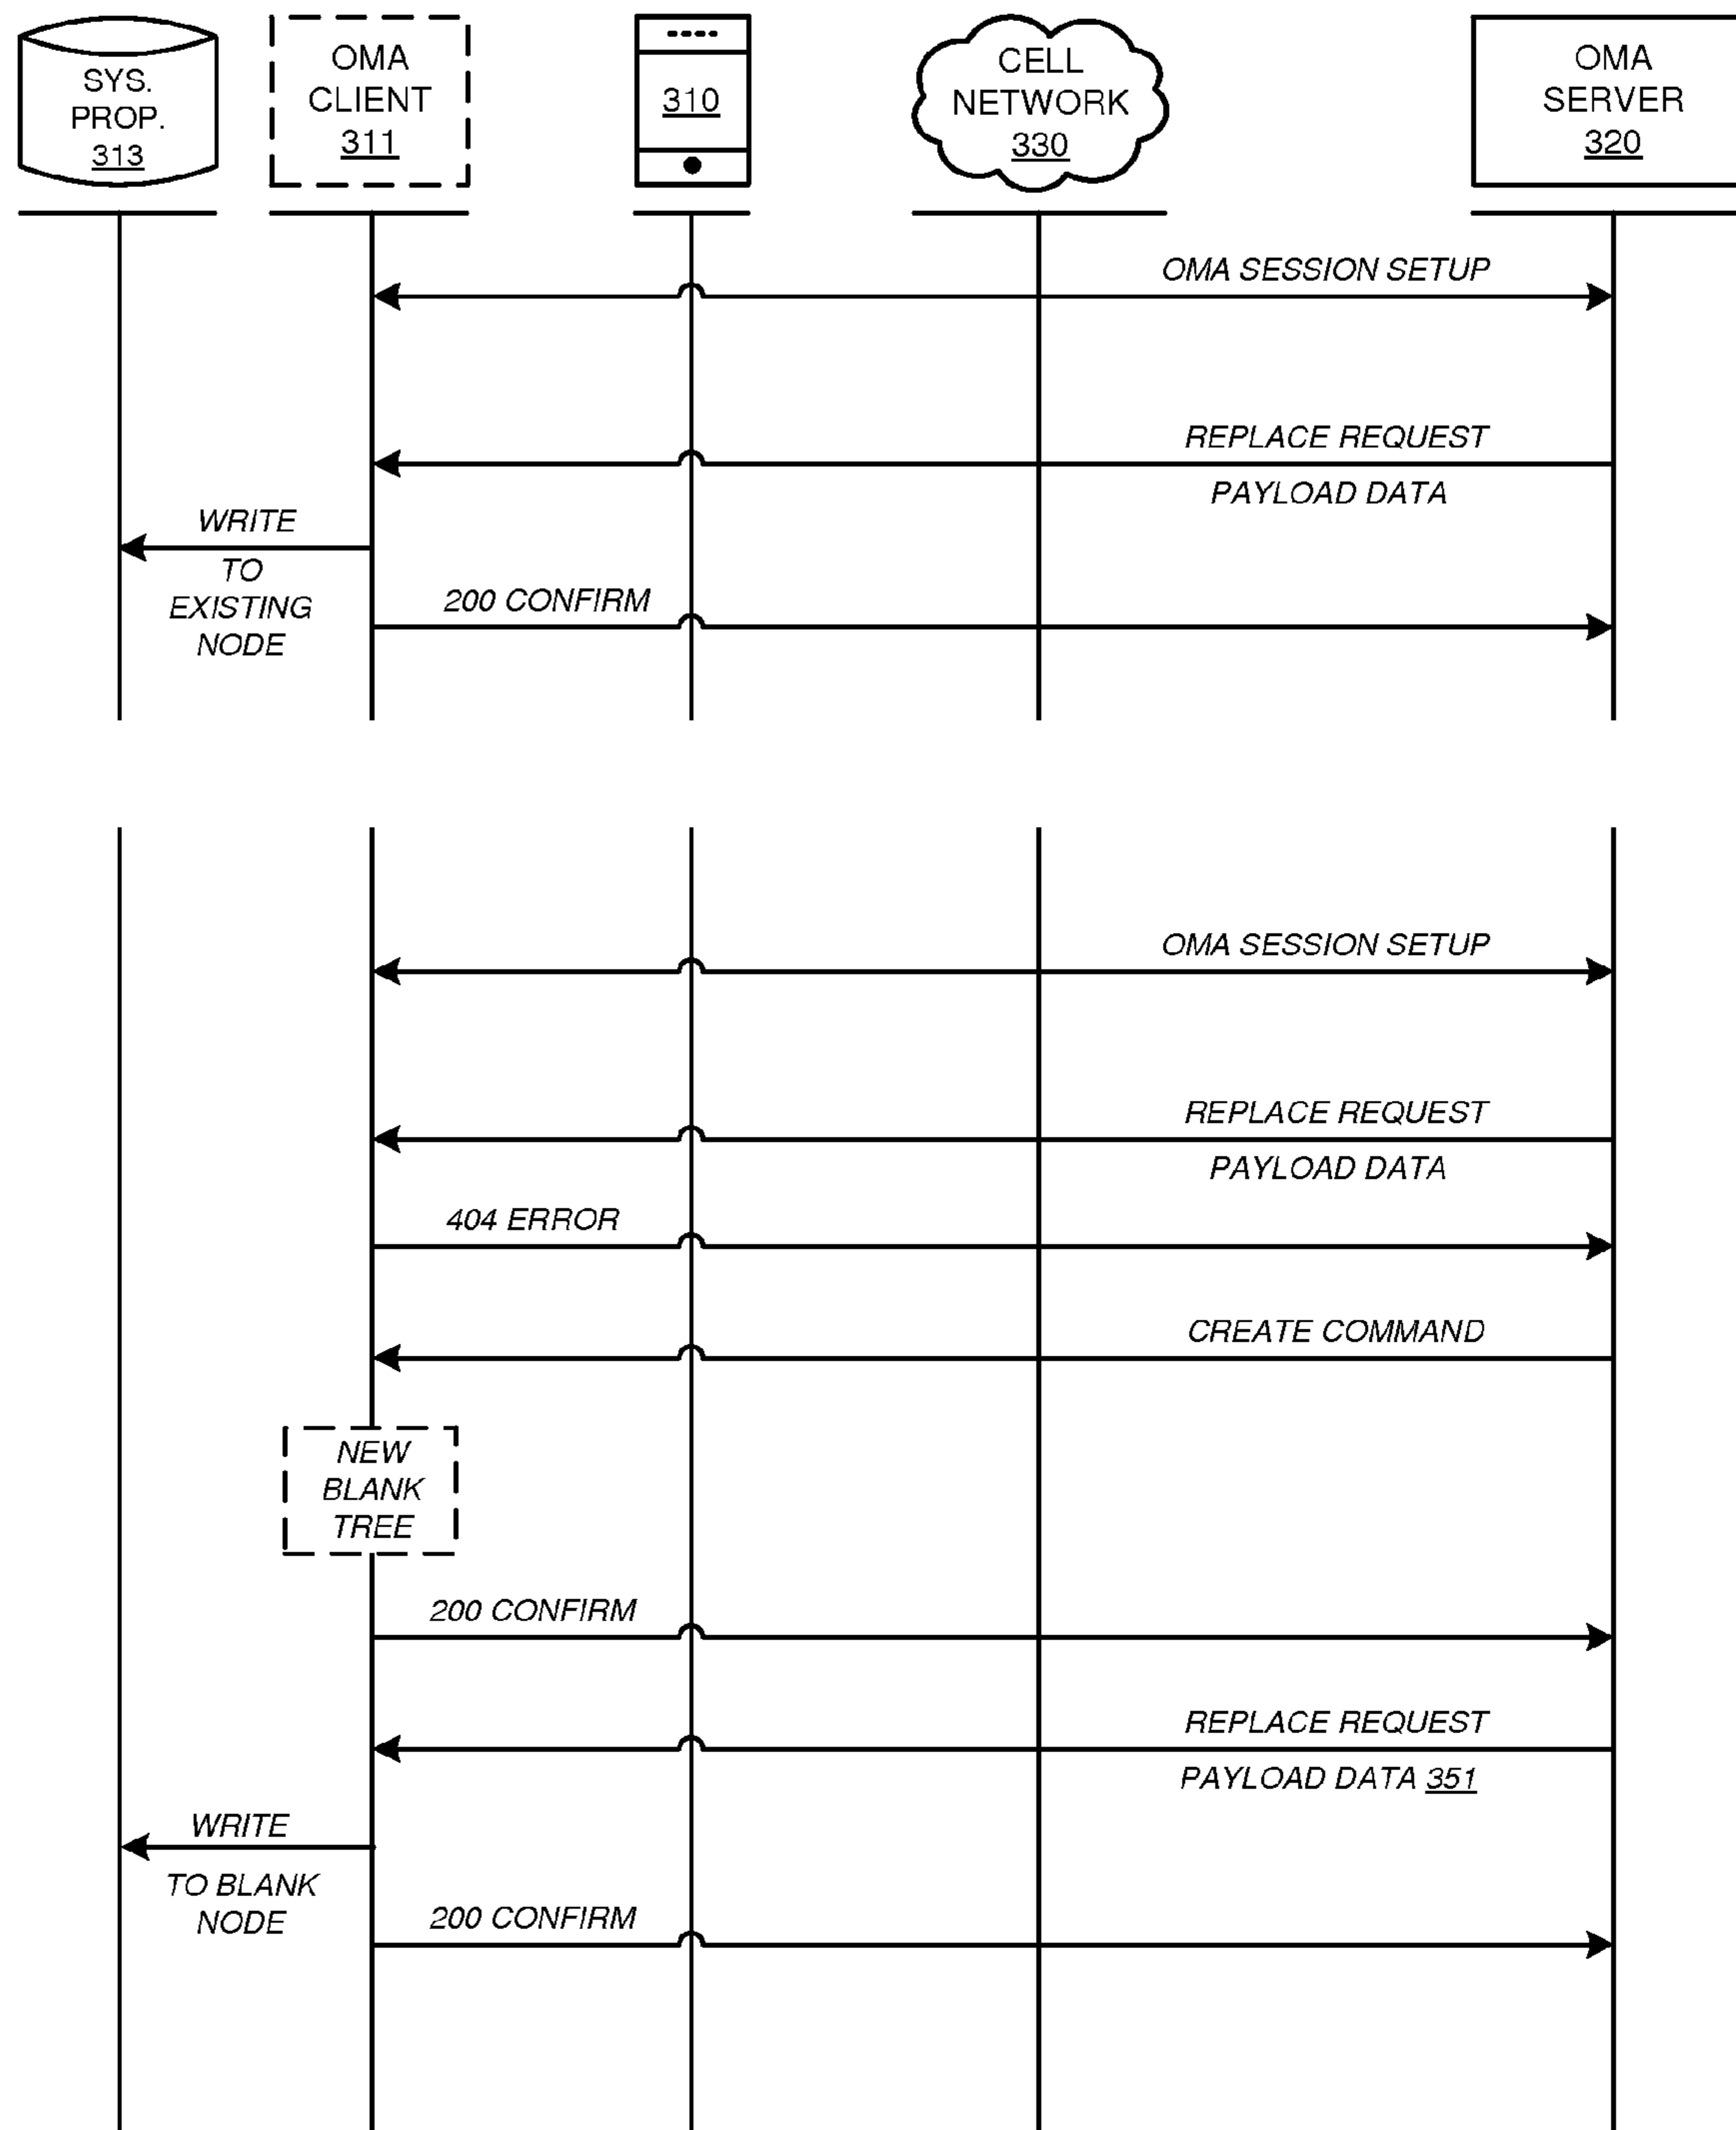 SYS.
PROP.
313
OMA
CLIENT
311
310
CELL
NETWORK
330
OMA
SERVER
320
OMA SESSION SETUP
REPLACE REQUEST
PAYLOAD DATA
WRITE
TO
EXISTING
NODE
200 CONFIRM
OMA SESSION SETUP
REPLACE REQUEST
PAYLOAD DATA
404 ERROR
CREATE COMMAND
NEW
BLANK
TREE
200 CONFIRM
REPLACE REQUEST
PAYLOAD DATA 351
WRITE
TO BLANK
NODE
200 CONFIRM